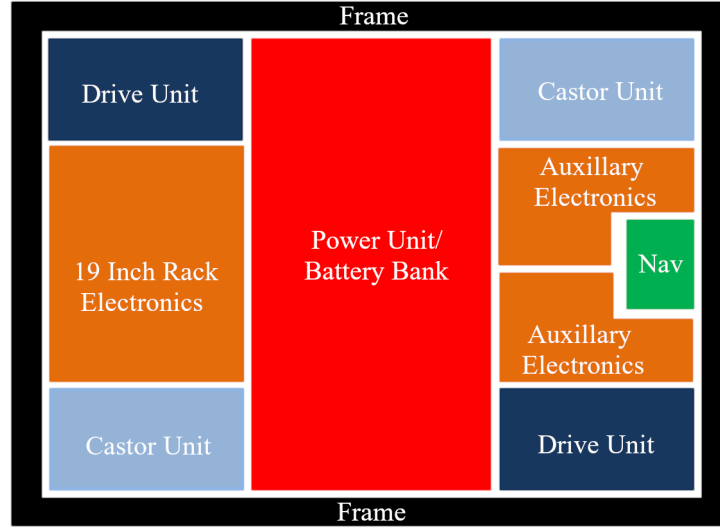 Frame
Drive Unit
Castor Unit
Auxillary
Electronics
Power Unit/
Battery Bank
19 Inch Rack
Electronics
Nav
Auxillary
Electronics
Castor Unit
Drive Unit
Frame